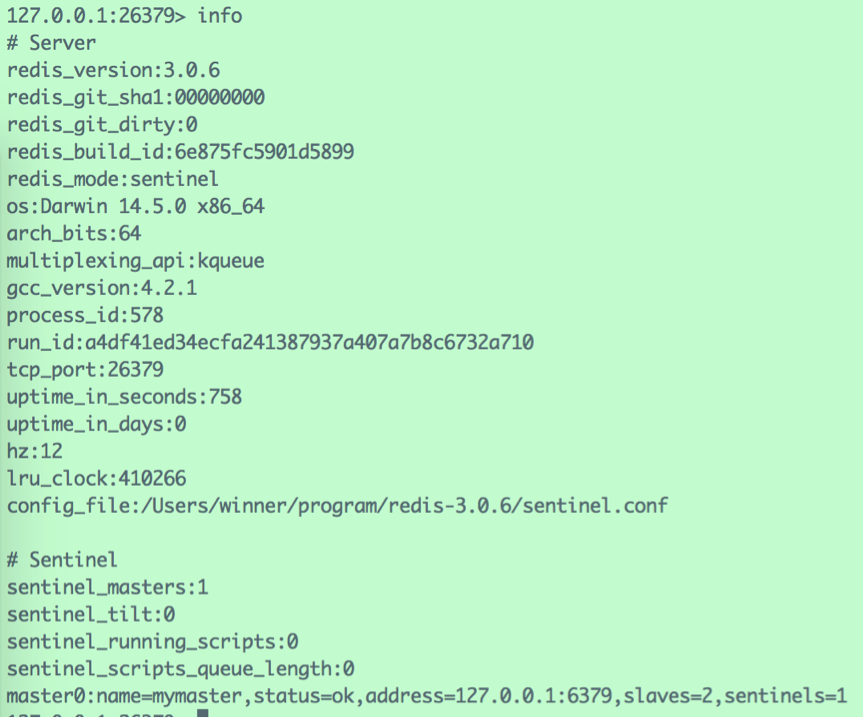 127.0.0.1:26379> info
# Server
redis_version:3.0.6
redis_git_sha1:00000000
redis_git_dirty:0
redis_build_id:6e875fc5901d5899
redis_mode:sentinel
os:Darwin 14.5.0 x86_64
arch_bits:64
multiplexing_api:kqueue
gcc_version:4.2.1
process_id:578
run_id:a4df41ed34ecfa241387937a407a7b8c6732a710
tcp_port:26379
uptime_in_seconds:758
uptime_in_days:0
hz:12
lru_clock:410266
config_file:/Users/winner/program/redis-3.0.6/sentinel.conf
# Sentinel
sentinel_masters:1
sentinel_tilt:0
sentinel_running_scripts:0
sentinel_scripts_queue_length:0
master0:name=mymaster,status=ok,address=127.0.0.1:6379,slaves=2,sentinels=1